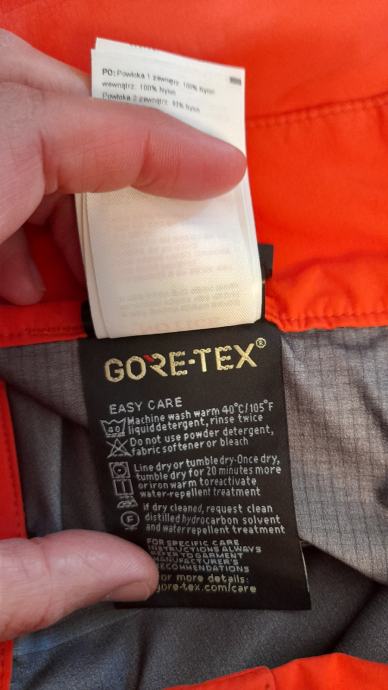 PO: Powłoka 1 zewnątrz: 100% Nylon
wewnątrz: 100% Nylon
Powłoka 2 zewnątrz:
GORE-TEX®
EASY CARE
40
Machine wash warm 40°C/105°F
liquid detergent, rinse twice
Do not use powder detergent,
fabric softener or bleach
Line dry or tumble dry-Once dry,
tumble dry for 20 minutes more
or iron warm to reactivate
water-repellent treatment
If dry cleaned, request clean
F
distilled hydrocarbon solvent
and water repellent treatment
FOR SPECIFIC CARE
INSTRUCTIONS ALWAYS
REFER TO GARMENT
MANUFACTURER'S
RECOMMENDATIONS
For more details:
gore-tex.com/care